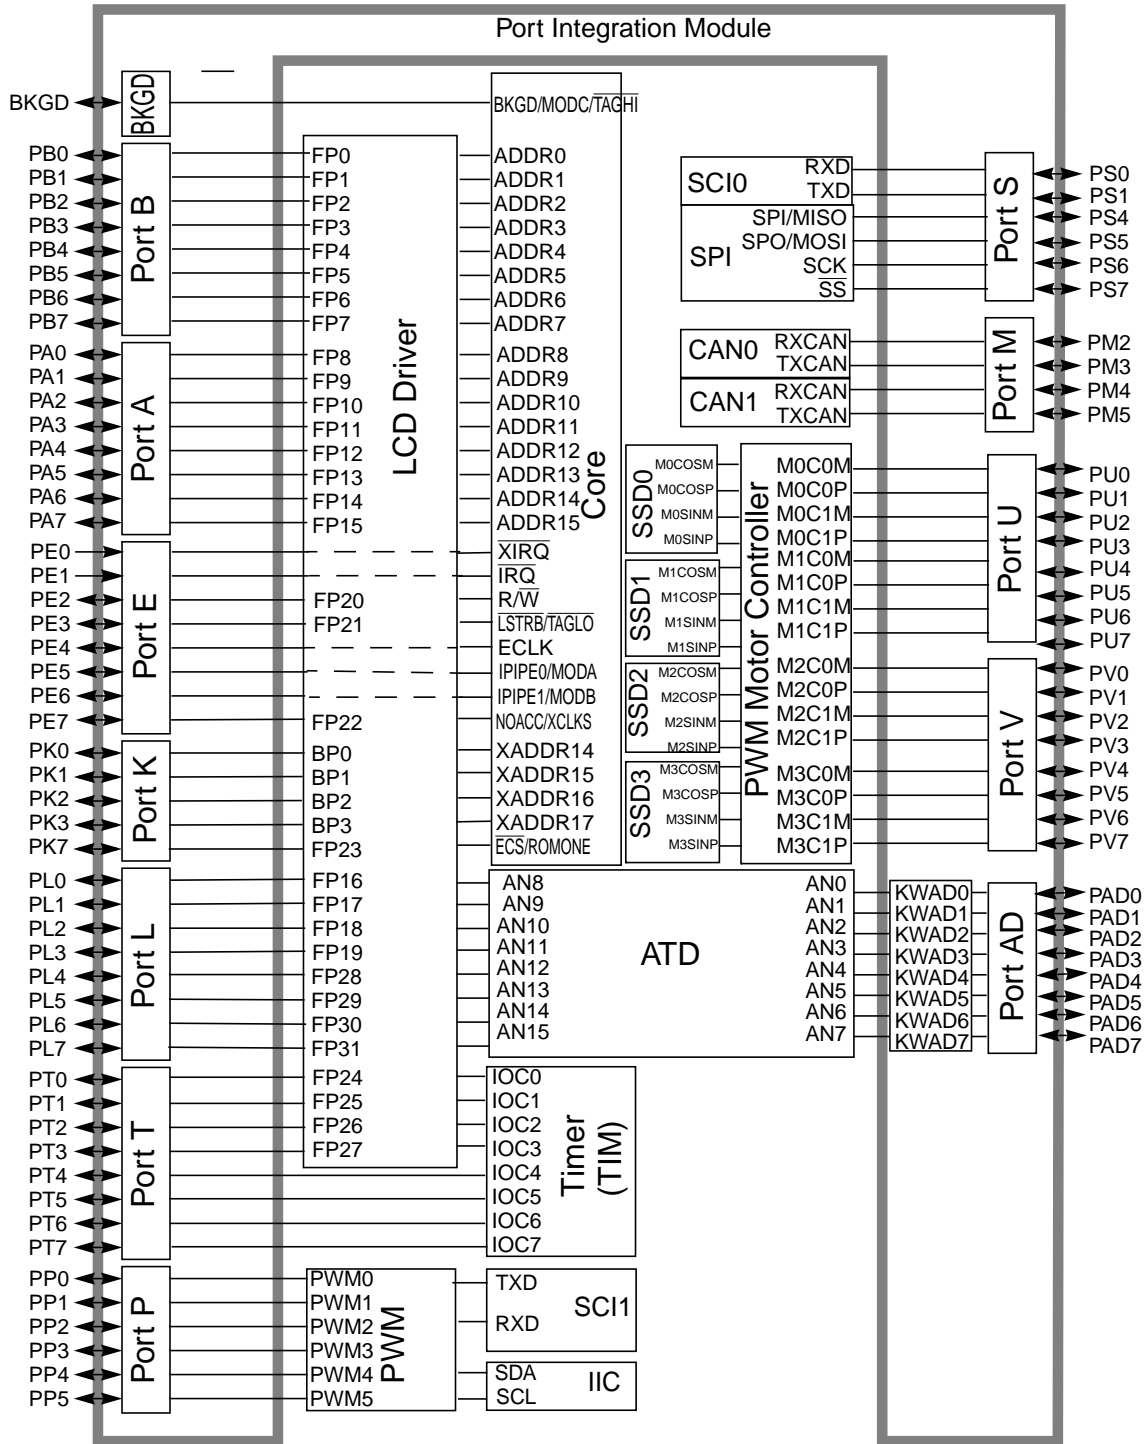 Port Integration Module
BKGD
BKGD
BKGD/MODC/TAGHI
PB0
PB1
PB2
PB3
PB4
PB5
PB6
PB7
Port B
FP0
FP1
FP2
FP3
FP4
FP5
FP6
FP7
ADDR0
ADDR1
ADDR2
ADDR3
ADDR4
ADDR5
ADDR6
ADDR7
PA0
PA1
PA2
PA3
PA4
PA5
PA6
PA7
Port A
FP8
FP9
FP10
FP11
FP12
FP13
FP14
FP15
LCD Driver
ADDR8
ADDR9
ADDR10
ADDR11
ADDR12
ADDR13
ADDR14
ADDR15
Core
PE0
PE1
PE2
PE3
PE4
PE5
PE6
PE7
Port E
FP20
FP21
FP22
XIRQ
IRQ
R/W
LSTRB/TAGLO
ECLK
IPIPE0/MODA
IPIPE1/MODB
NOACC/XCLKS
PK0
PK1
PK2
PK3
PK7
Port K
BP0
BP1
BP2
BP3
FP23
XADDR14
XADDR15
XADDR16
XADDR17
ECS/ROMONE
PL0
PL1
PL2
PL3
PL4
PL5
PL6
PL7
Port L
FP16
FP17
FP18
FP19
FP28
FP29
FP30
FP31
AN8
AN9
AN10
AN11
AN12
AN13
AN14
AN15
ATD
AN0
AN1
AN2
AN3
AN4
AN5
AN6
AN7
KWAD0
KWAD1
KWAD2
KWAD3
KWAD4
KWAD5
KWAD6
KWAD7
Port AD
PAD0
PAD1
PAD2
PAD3
PAD4
PAD5
PAD6
PAD7
PT0
PT1
PT2
PT3
PT4
PT5
PT6
PT7
Port T
FP24
FP25
FP26
FP27
IOC0
IOC1
IOC2
IOC3
IOC4
IOC5
IOC6
IOC7
Timer
(TIM)
PP0
PP1
PP2
PP3
PP4
PP5
Port P
PWM0
PWM1
PWM2
PWM3
PWM4
PWM5
PWM
TXD
RXD
SCI1
SDA
SCL
IIC
SCI0
RXD
TXD
SPI
SPI/MISO
SPO/MOSI
SCK
SS
Port S
PS0
PS1
PS4
PS5
PS6
PS7
CAN0
RXCAN
TXCAN
CAN1
RXCAN
TXCAN
Port M
PM2
PM3
PM4
PM5
SSD0
M0COSM
M0COSP
M0SINM
M0SINP
SSD1
M1COSM
M1COSP
M1SINM
M1SINP
SSD2
M2COSM
M2COSP
M2SINM
M2SINP
SSD3
M3COSM
M3COSP
M3SINM
M3SINP
PWM Motor Controller
M0C0M
M0C0P
M0C1M
M0C1P
M1C0M
M1C0P
M1C1M
M1C1P
M2C0M
M2C0P
M2C1M
M2C1P
M3C0M
M3C0P
M3C1M
M3C1P
Port U
PU0
PU1
PU2
PU3
PU4
PU5
PU6
PU7
Port V
PV0
PV1
PV2
PV3
PV4
PV5
PV6
PV7